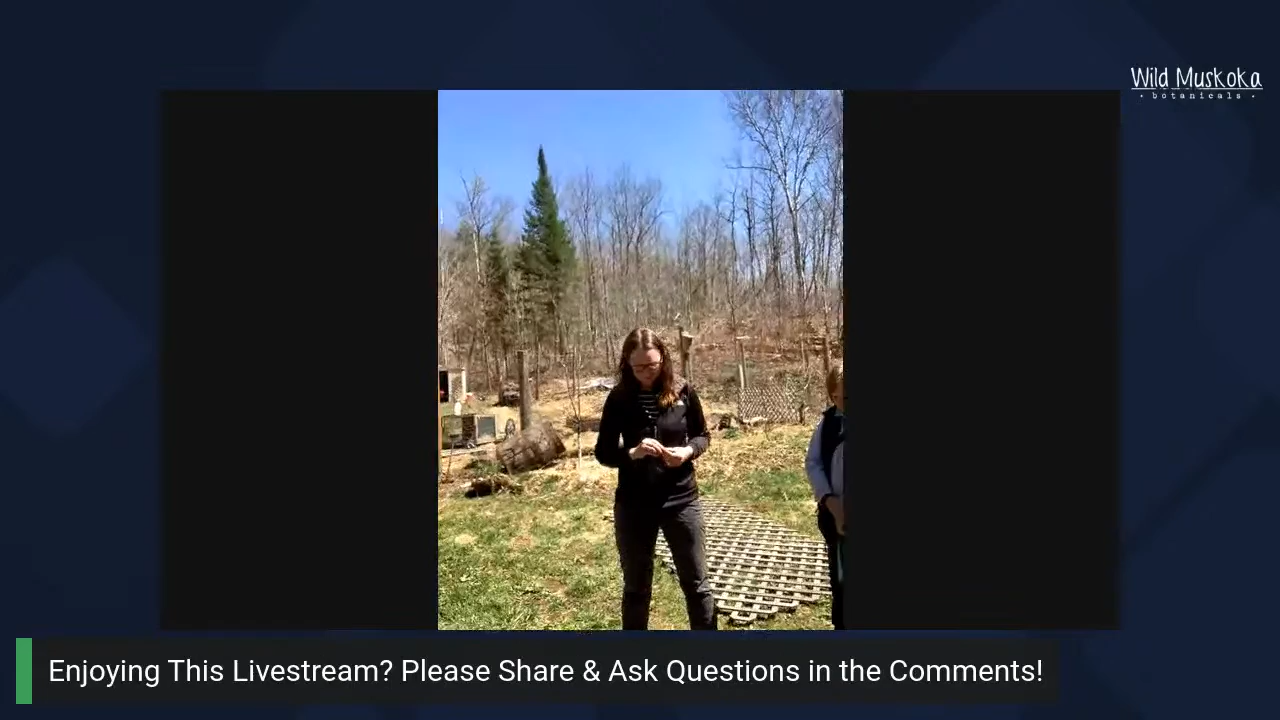 Wild Muskoka
• botanicals •
Enjoying This Livestream? Please Share & Ask Questions in the Comments!